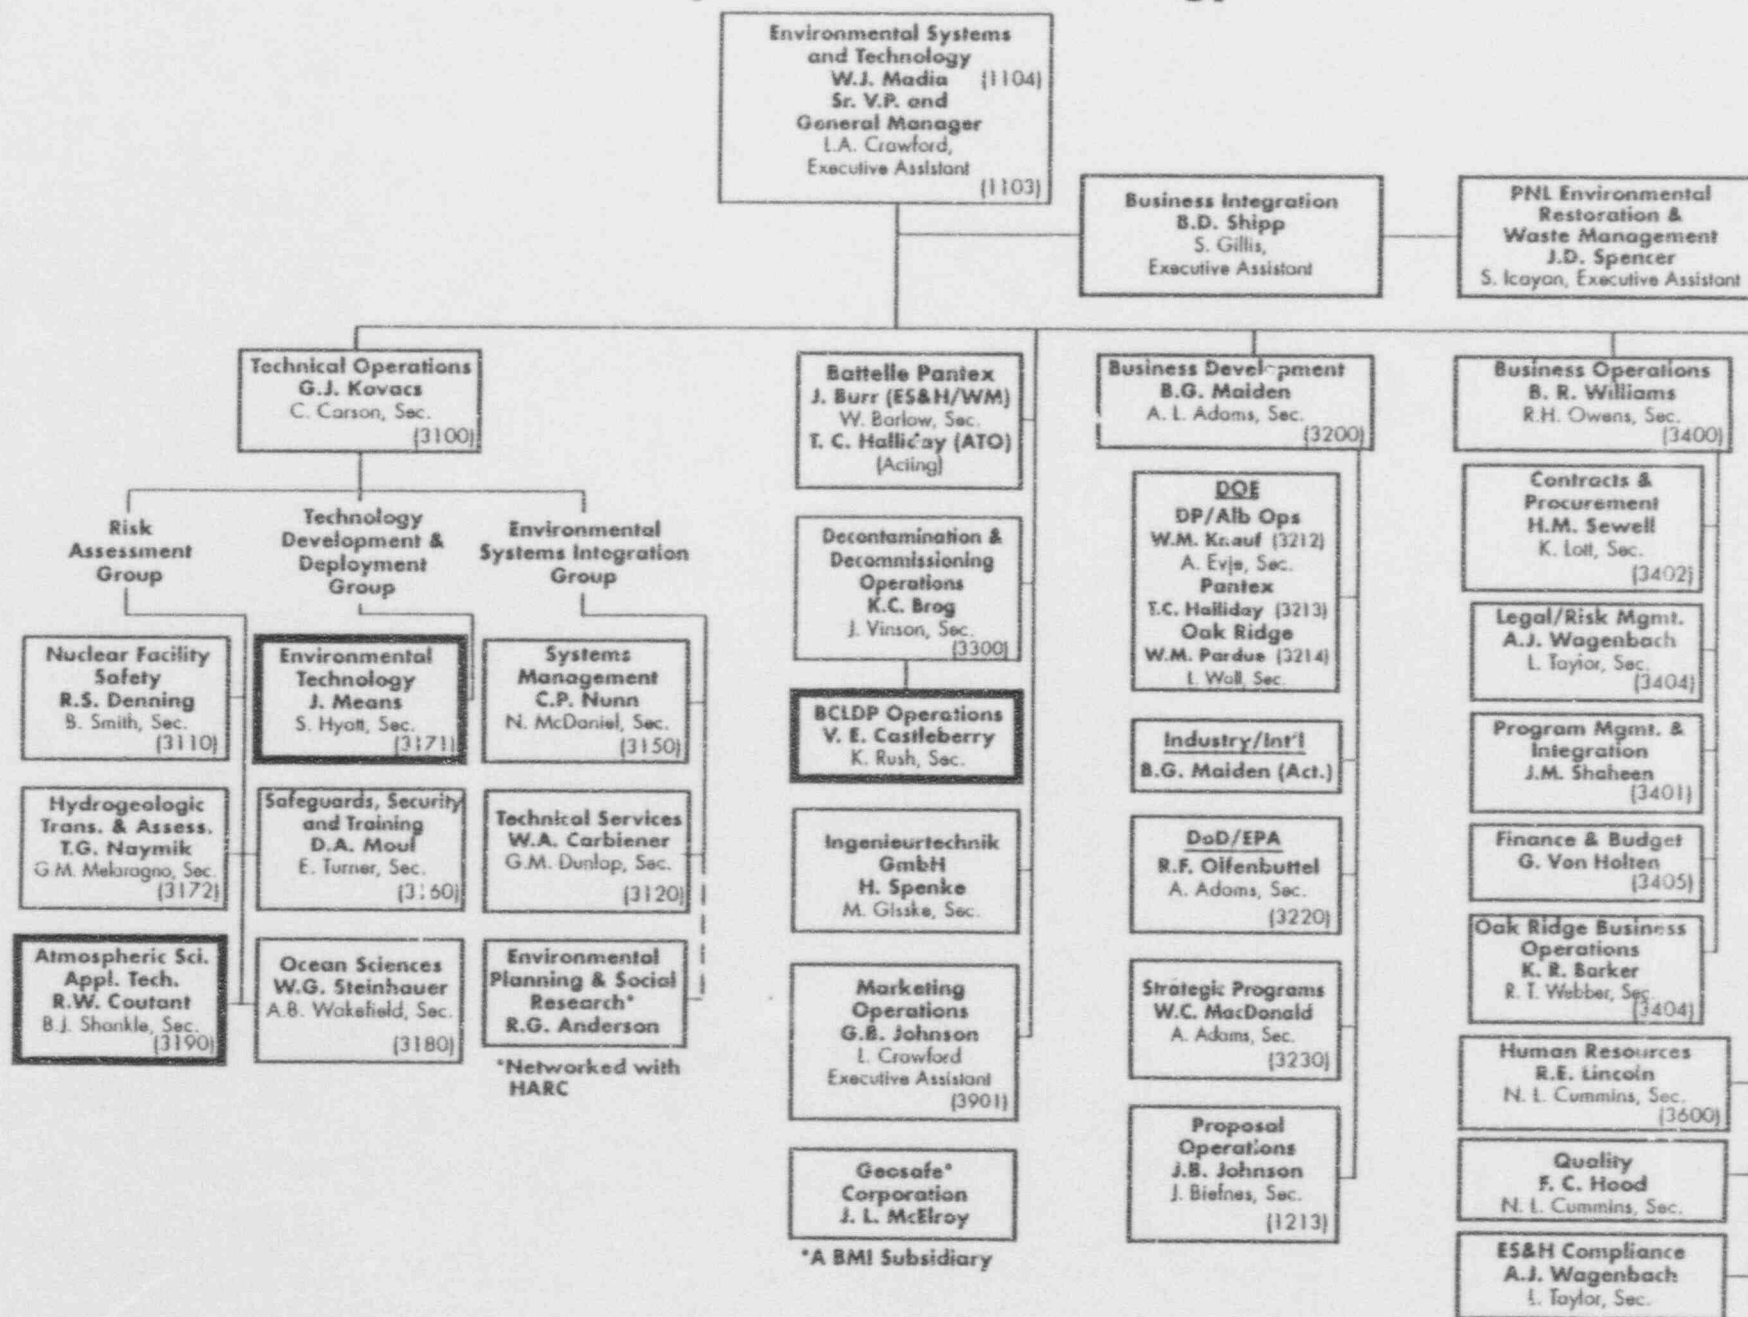 Environmental Systems
and Technology
W.J. Madia (1104)
Sr. V.P. and
General Manager
L.A. Crawford,
Executive Assistant
(1103)
Business Integration
B.D. Shipp
S. Gillis,
Executive Assistant
PNL Environmental
Restoration &
Waste Management
J.D. Spencer
S. Icayan, Executive Assistant
Technical Operations
G.J. Kovacs
C. Carson, Sec.
(3100)
Risk
Assessment
Group
Technology
Development &
Deployment
Group
Environmental
Systems Integration
Group
Nuclear Facility
Safety
R.S. Denning
B. Smith, Sec.
(3110)
Hydrogeologic
Trans. & Assess.
T.G. Naymik
G.M. Melaragno, Sec.
(3172)
Atmospheric Sci.
Appl. Tech.
R.W. Coutant
B.J. Shankle, Sec.
(3190)
Environmental
Technology
J. Means
S. Hyatt, Sec.
(3171)
Safeguards, Security
and Training
D.A. Moul
E. Turner, Sec.
(3160)
Ocean Sciences
W.G. Steinhauer
A.B. Wakefield, Sec.
(3180)
Systems
Management
C.P. Nunn
N. McDaniel, Sec.
(3150)
Technical Services
W.A. Carbiener
G.M. Dunlap, Sec.
(3120)
Environmental
Planning & Social
Research*
R.G. Anderson
*Networked with
HARC
Battelle Pantex
J. Burr (ES&H/WM)
W. Barlow, Sec.
T. C. Halliday (ATO)
(Acting)
Decontamination &
Decommissioning
Operations
K.C. Brog
J. Vinson, Sec.
(3300)
BCLDP Operations
V. E. Castleberry
K. Rush, Sec.
Ingenieurtechnik
GmbH
H. Spenke
M. Gisske, Sec.
Marketing
Operations
G.B. Johnson
L. Crawford
Executive Assistant
(3901)
Geosafe*
Corporation
J. L. McElroy
*A BMI Subsidiary
Business Development
B.G. Maiden
A. L. Adams, Sec.
(3200)
DOE
DP/Alb Ops
W.M. Knauf (3212)
A. Evje, Sec.
Pantex
T.C. Halliday (3213)
Oak Ridge
W.M. Pardue (3214)
L. Wall, Sec.
Industry/Int'l
B.G. Maiden (Act.)
DoD/EPA
R.F. Olfenbuttel
A. Adams, Sec.
(3220)
Strategic Programs
W.C. MacDonald
A. Adams, Sec.
(3230)
Proposal
Operations
J.B. Johnson
J. Sec.
(1213)
Business Operations
B. R. Williams
R.H. Owens, Sec.
(3400)
Contracts &
Procurement
H.M. Sewell
K. Lott, Sec.
(3402)
Legal/Risk Mgmt.
A.J. Wagenbach
L. Taylor, Sec.
(3404)
Program Mgmt. &
Integration
J.M. Shaheen
(3401)
Finance & Budget
G. Von Holten
(3405)
Oak Ridge Business
Operations
K. R. Barker
R. T. Webber, Sec.
(3404)
Human Resources
R.E. Lincoln
N. L. Cummins, Sec.
(3600)
Quality
F. C. Hood
N. L. Cummins, Sec.
ES&H Compliance
A.J. Wagenbach
L. Taylor, Sec.